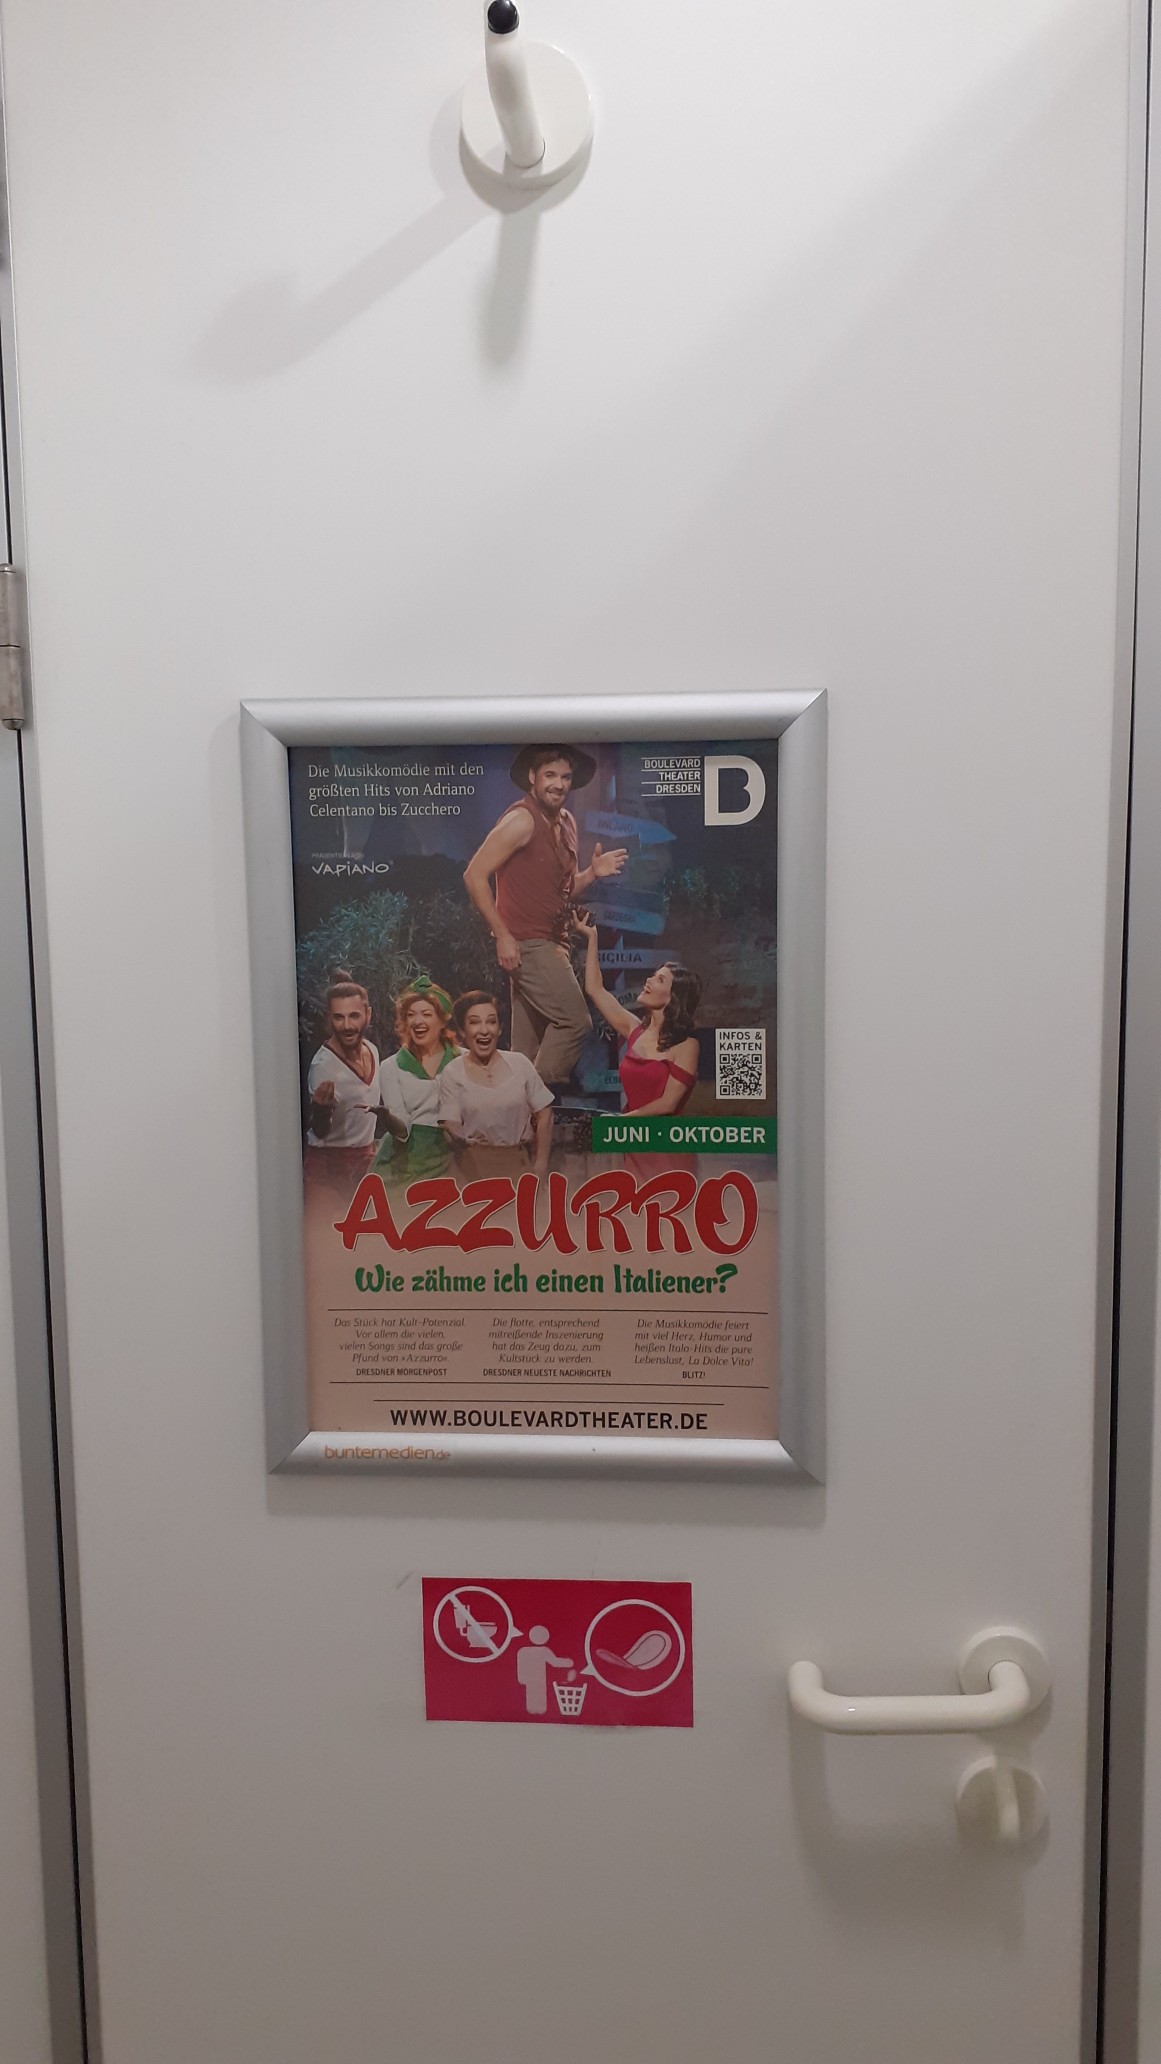 Die Musikkomödie mit den
größten Hits von Adriano
Celentano bis Zucchero
BOULEVARD
THEATER
DRESDEN
B
VAPIANO
MILANO
SICILIA
INFOS &
KARTEN
JUNI · OKTOBER
AZZURRO
Wie zähme ich einen Italiener?
Das Stück hat Kult-Potenzial.
Vor allem die vielen,
vielen Songs sind das große
Pfund von »Azzurro«.
DRESDNER MORGENPOST
Die flotte, entsprechend
mitreißende Inszenierung
hat das Zeug dazu, zum
Kultstück zu werden.
DRESDNER NEUESTE NACHRICHTEN
Die Musikkomödie feiert
mit viel Herz, Humor und
heißen Italo-Hits die pure
Lebenslust, La Dolce Vita!
BLITZ!
WWW.BOULEVARDTHEATER.DE
buntemedien.de